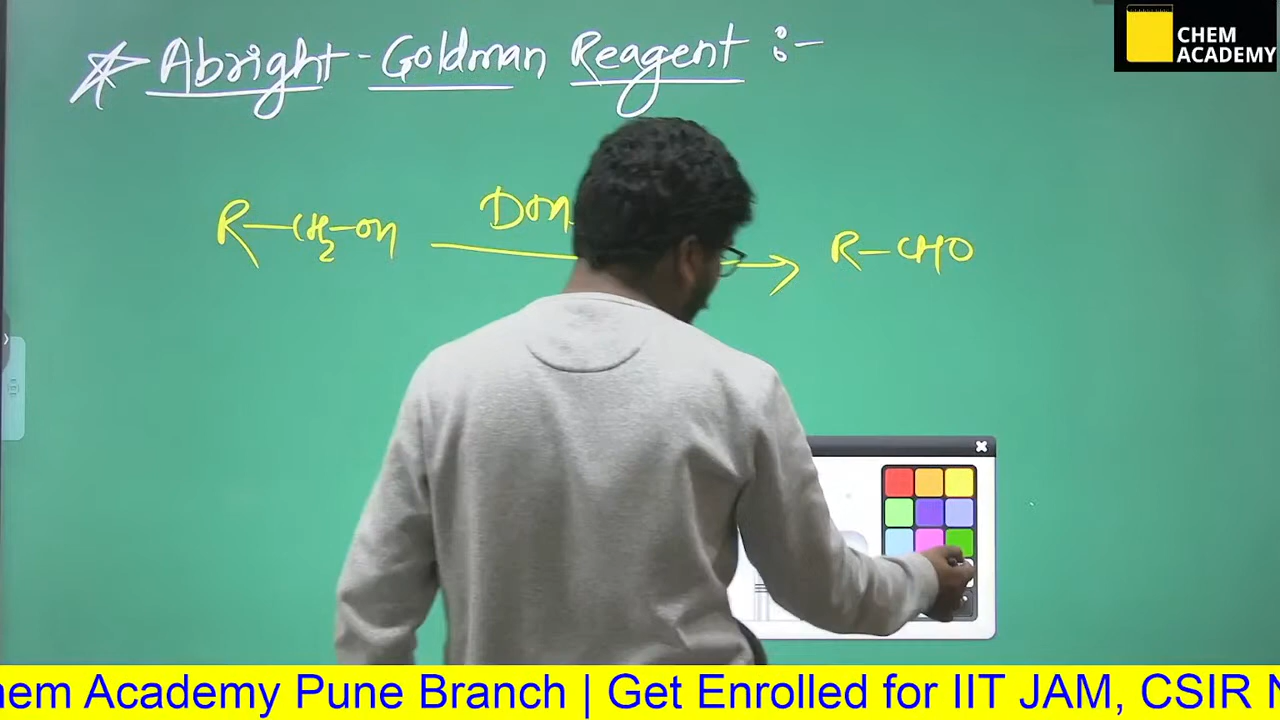 Abright-Goldman Reagent :-
CHEM
ACADEMY
R-CH2-OH
R-CHO
hem Academy Pune Branch | Get Enrolled for IIT JAM, CSIR N